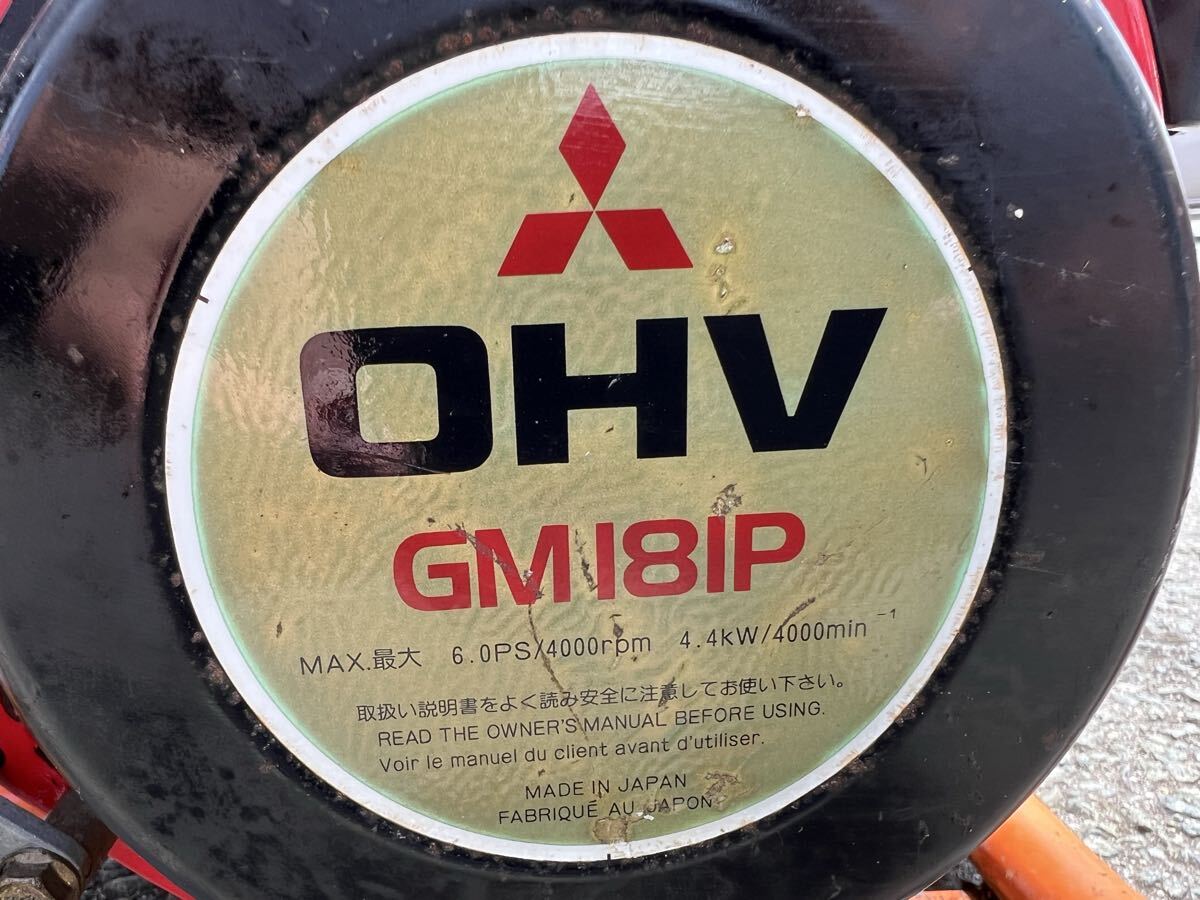 OHV
GM181P
MAX.最大 6.0PS/4000rpm 4.4kW/4000min⁻¹
取扱い説明書をよく読み安全に注意してお使い下さい。
READ THE OWNER'S MANUAL BEFORE USING.
Voir le manuel du client avant d'utiliser.
MADE IN JAPAN
FABRIQUÉ AU JAPON